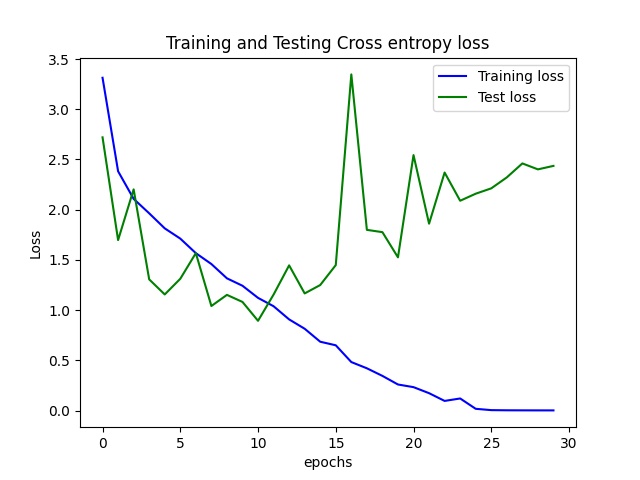 Training and Testing Cross entropy loss
Training loss
Test loss
3.5
3.0
2.5
2.0
1.5
1.0
0.5
0.0
Loss
0 5 10 15 20 25 30
epochs